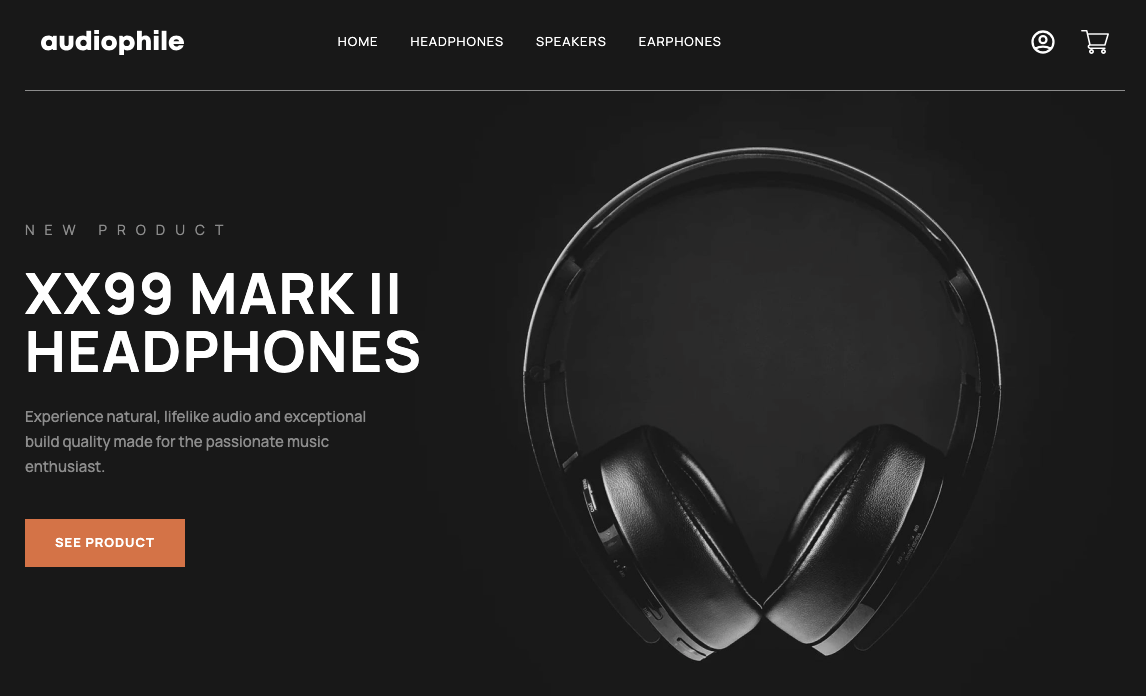 audiophile
HOME HEADPHONES SPEAKERS EARPHONES
NEW PRODUCT
XX99 MARK II
HEADPHONES
Experience natural, lifelike audio and exceptional
build quality made for the passionate music
enthusiast.
SEE PRODUCT